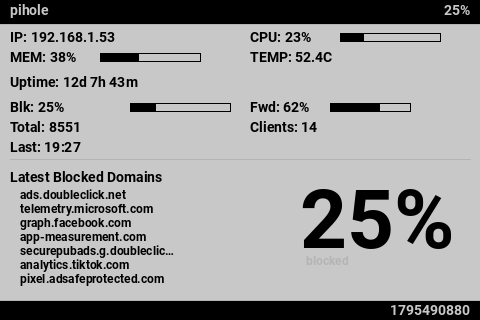 pihole 25%
IP: 192.168.1.53 CPU: 23%
MEM: 38% TEMP: 52.4C
Uptime: 12d 7h 43m
Blk: 25% Fwd: 62%
Total: 8551 Clients: 14
Last: 19:27
Latest Blocked Domains
ads.doubleclick.net
telemetry.microsoft.com
graph.facebook.com
app-measurement.com
securepubads.g.doubleclic...
analytics.tiktok.com
pixel.adsafeprotected.com
25%
blocked
1795490880